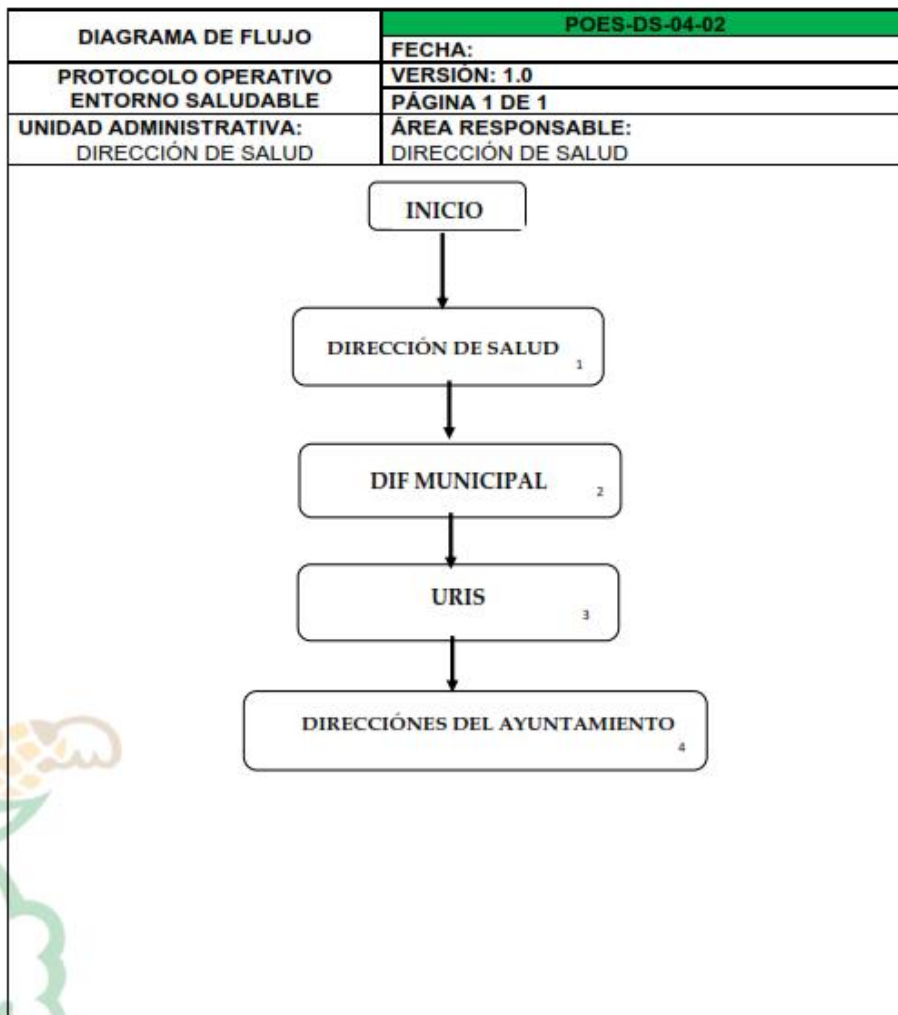 DIAGRAMA DE FLUJO
POES-DS-04-02
FECHA:
PROTOCOLO OPERATIVO
ENTORNO SALUDABLE
VERSIÓN: 1.0
PÁGINA 1 DE 1
UNIDAD ADMINISTRATIVA:
DIRECCIÓN DE SALUD
ÁREA RESPONSABLE:
DIRECCIÓN DE SALUD
INICIO
DIRECCIÓN DE SALUD
1
DIF MUNICIPAL
2
URIS
3
DIRECCIÓNES DEL AYUNTAMIENTO
4